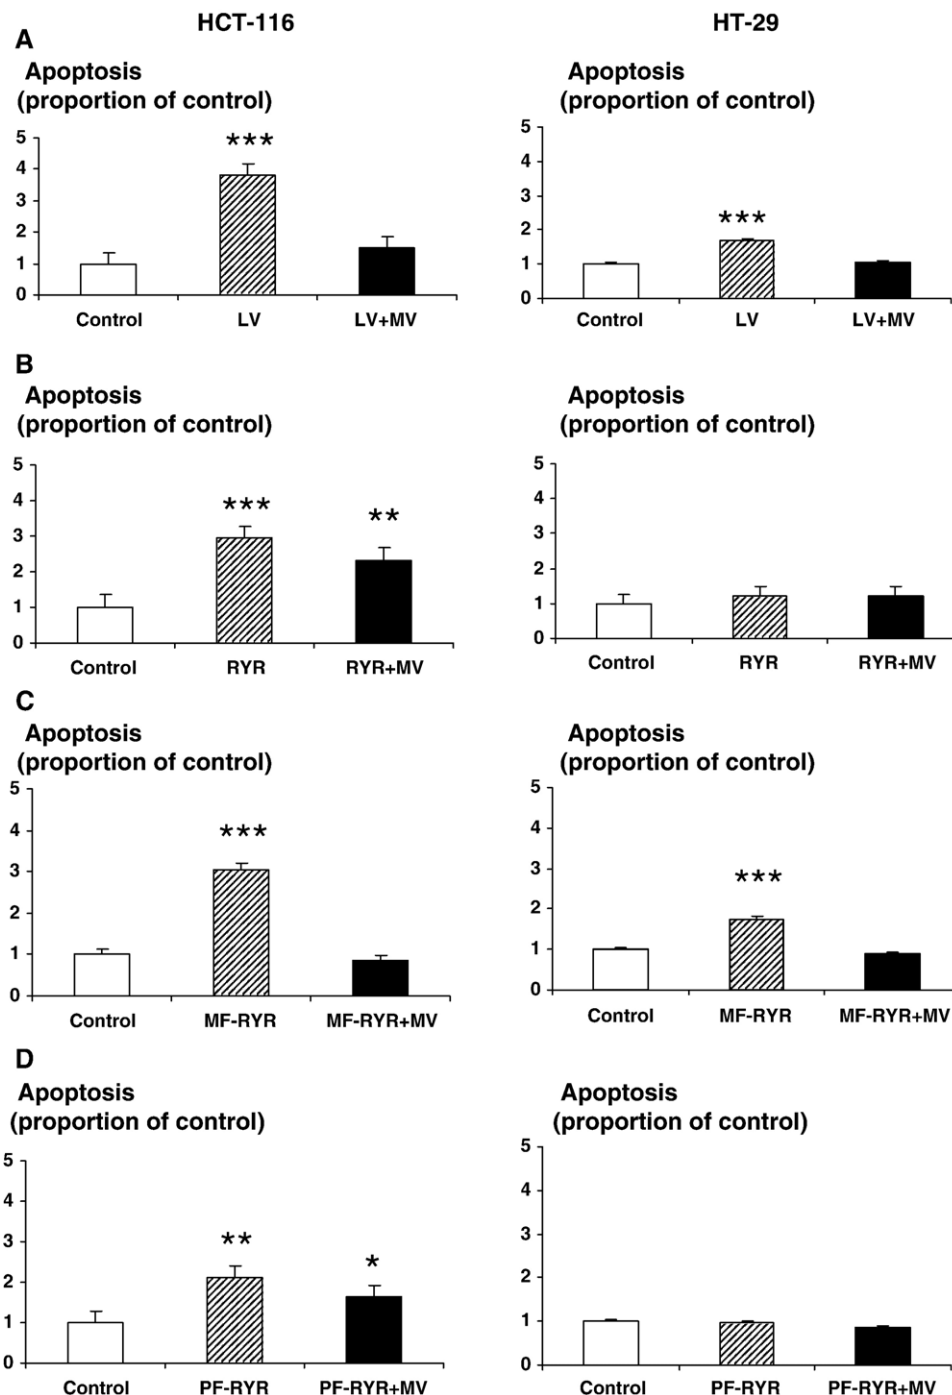 HCT-116
HT-29
A
Apoptosis
(proportion of control)
5
4
3
2
1
0
***
Control
LV
LV+MV
Apoptosis
(proportion of control)
5
4
3
2
1
0
***
Control
LV
LV+MV
B
Apoptosis
(proportion of control)
5
4
3
2
1
0
***
**
Control
RYR
RYR+MV
Apoptosis
(proportion of control)
5
4
3
2
1
0
Control
RYR
RYR+MV
C
Apoptosis
(proportion of control)
5
4
3
2
1
0
***
Control
MF-RYR
MF-RYR+MV
Apoptosis
(proportion of control)
5
4
3
2
1
0
***
Control
MF-RYR
MF-RYR+MV
D
Apoptosis
(proportion of control)
5
4
3
2
1
0
**
*
Control
PF-RYR
PF-RYR+MV
Apoptosis
(proportion of control)
5
4
3
2
1
0
Control
PF-RYR
PF-RYR+MV